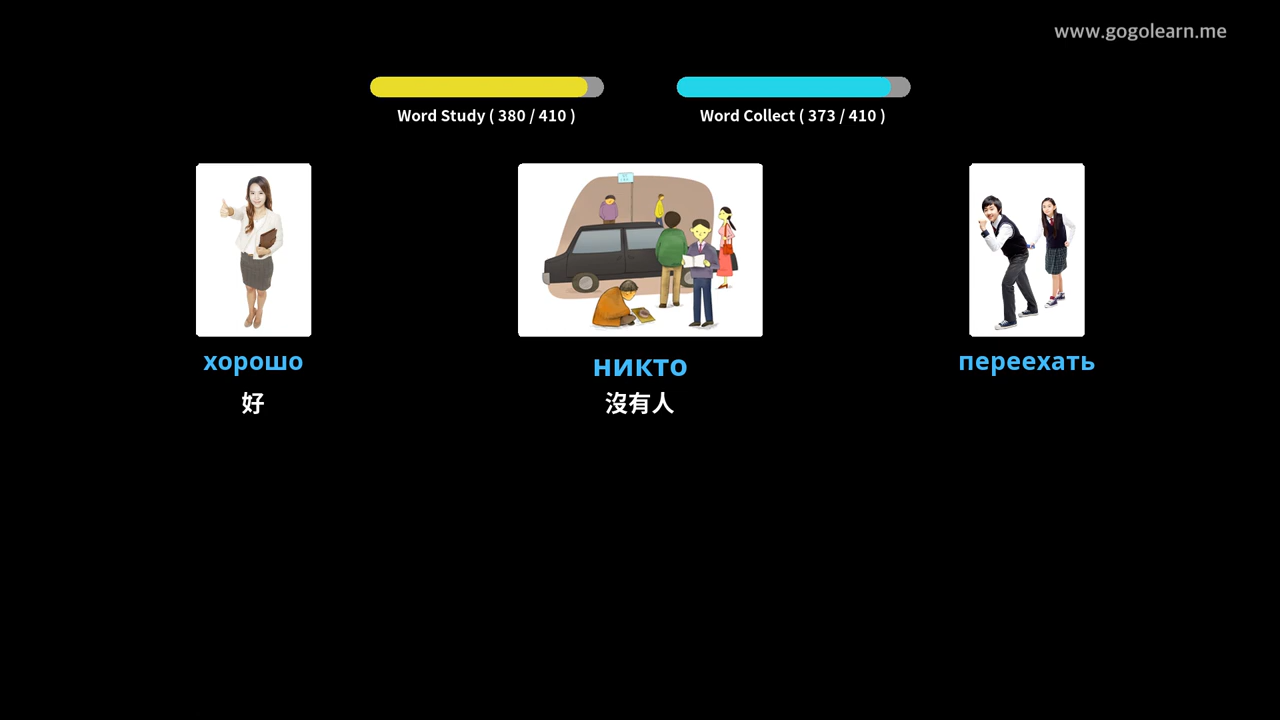 www.gogolearn.me
Word Study ( 380 / 410 )
Word Collect ( 373 / 410 )
хорошо
никто
переехать
好
沒有人